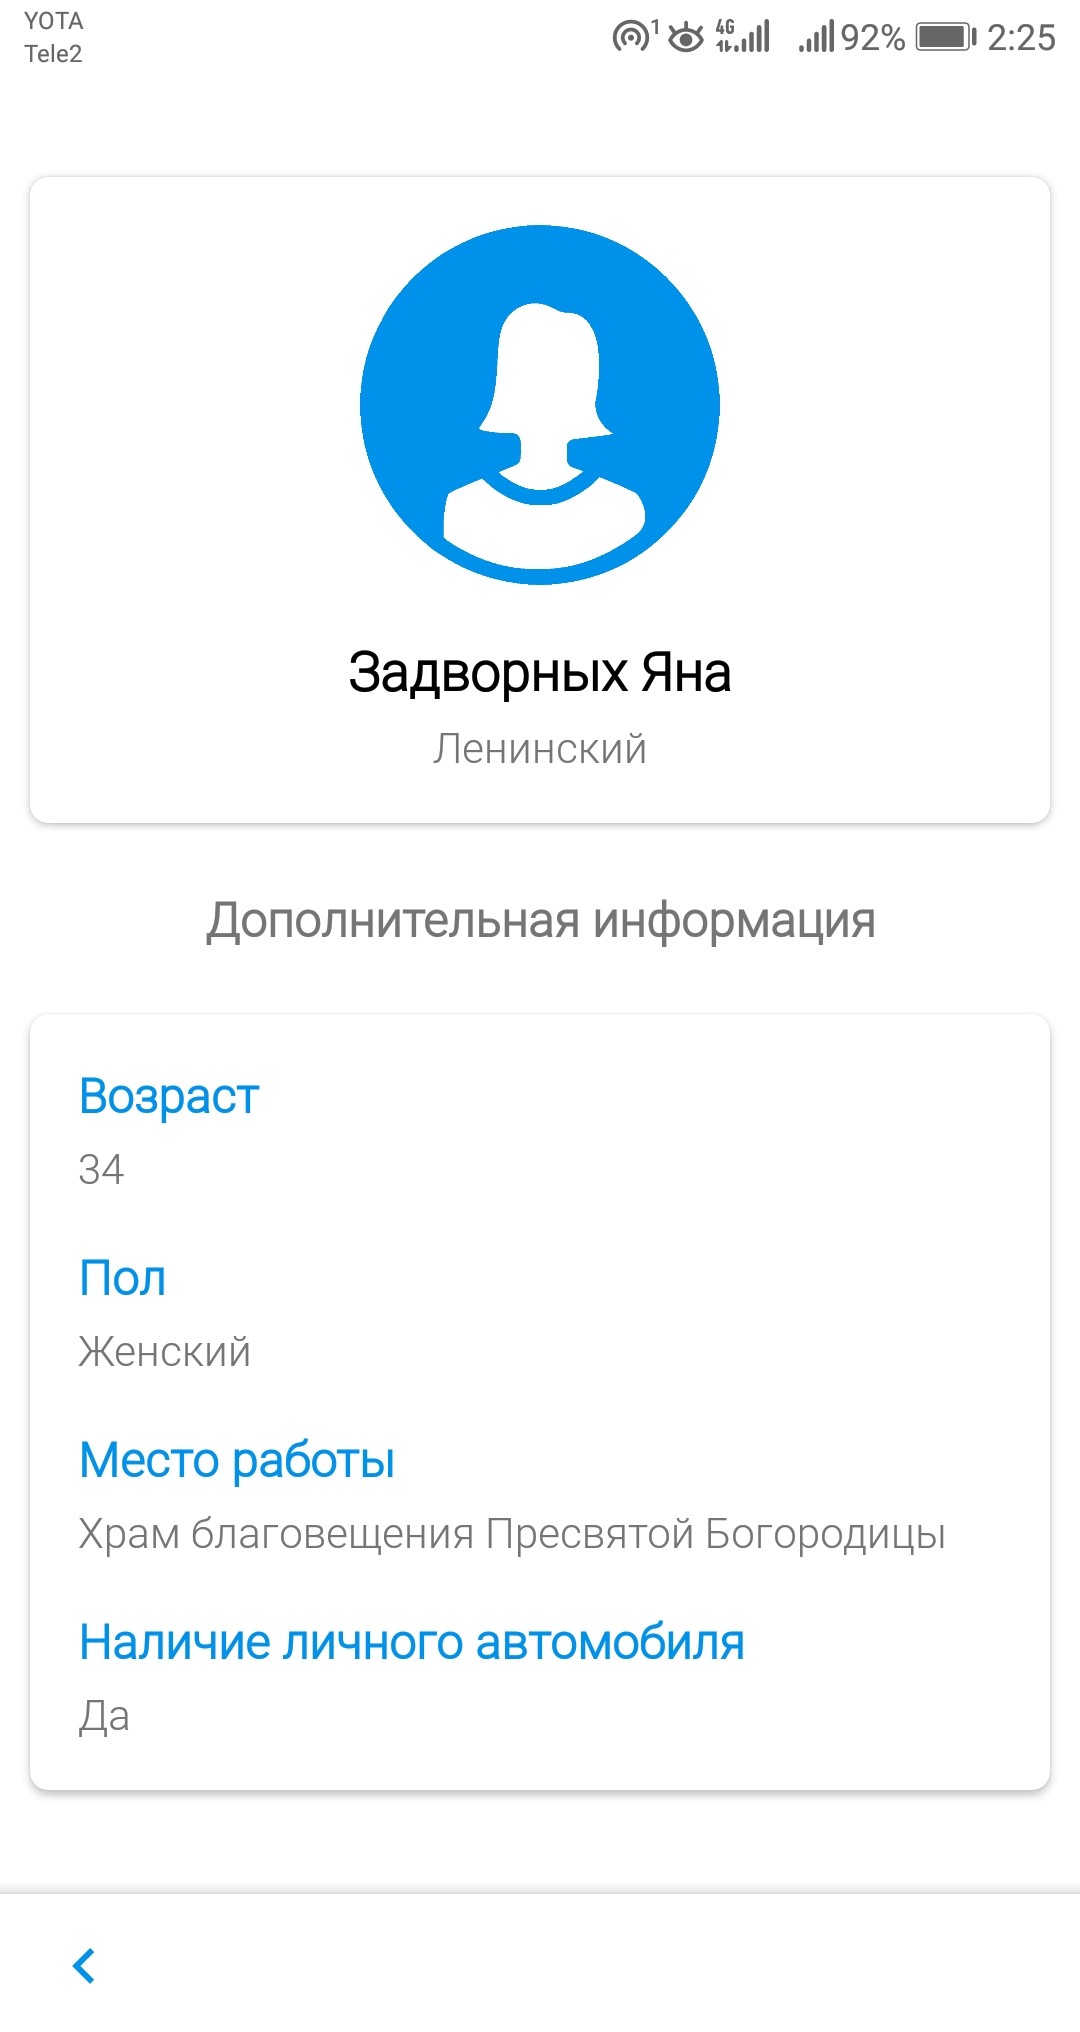 YOTA
Tele2
1 4G 92% 2:25
Задворных Яна
Ленинский
Дополнительная информация
Возраст
34
Пол
Женский
Место работы
Храм благовещения Пресвятой Богородицы
Наличие личного автомобиля
Да